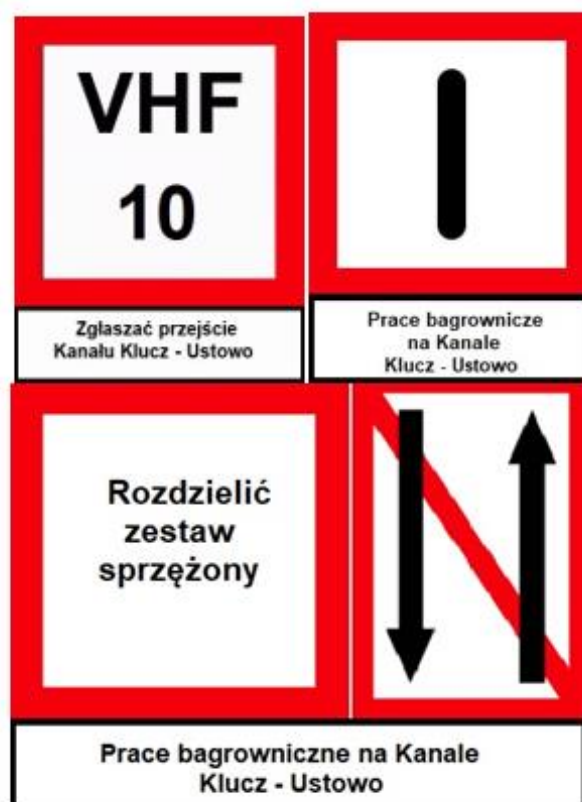 VHF
10
Zgłaszać przejście
Kanału Klucz - Ustowo
Prace bagrownicze
na Kanale
Klucz - Ustowo
Rozdzielić
zestaw
sprzężony
Prace bagrowniczne na Kanale
Klucz - Ustowo